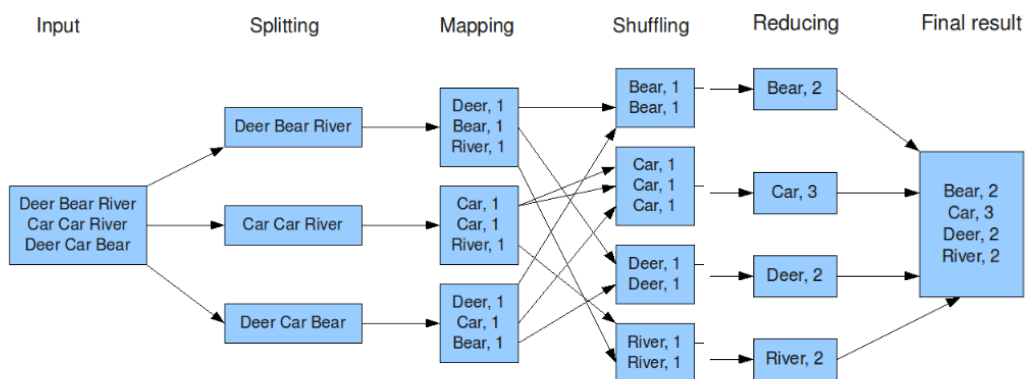 Input
Splitting
Mapping
Shuffling
Reducing
Final result
Deer Bear River
Car Car River
Deer Car Bear
Deer Bear River
Car Car River
Deer Car Bear
Deer, 1
Bear, 1
River, 1
Car, 1
Car, 1
River, 1
Deer, 1
Car, 1
Bear, 1
Bear, 1
Bear, 1
Car, 1
Car, 1
Car, 1
Deer, 1
Deer, 1
River, 1
River, 1
Bear, 2
Car, 3
Deer, 2
River, 2
Bear, 2
Car, 3
Deer, 2
River, 2